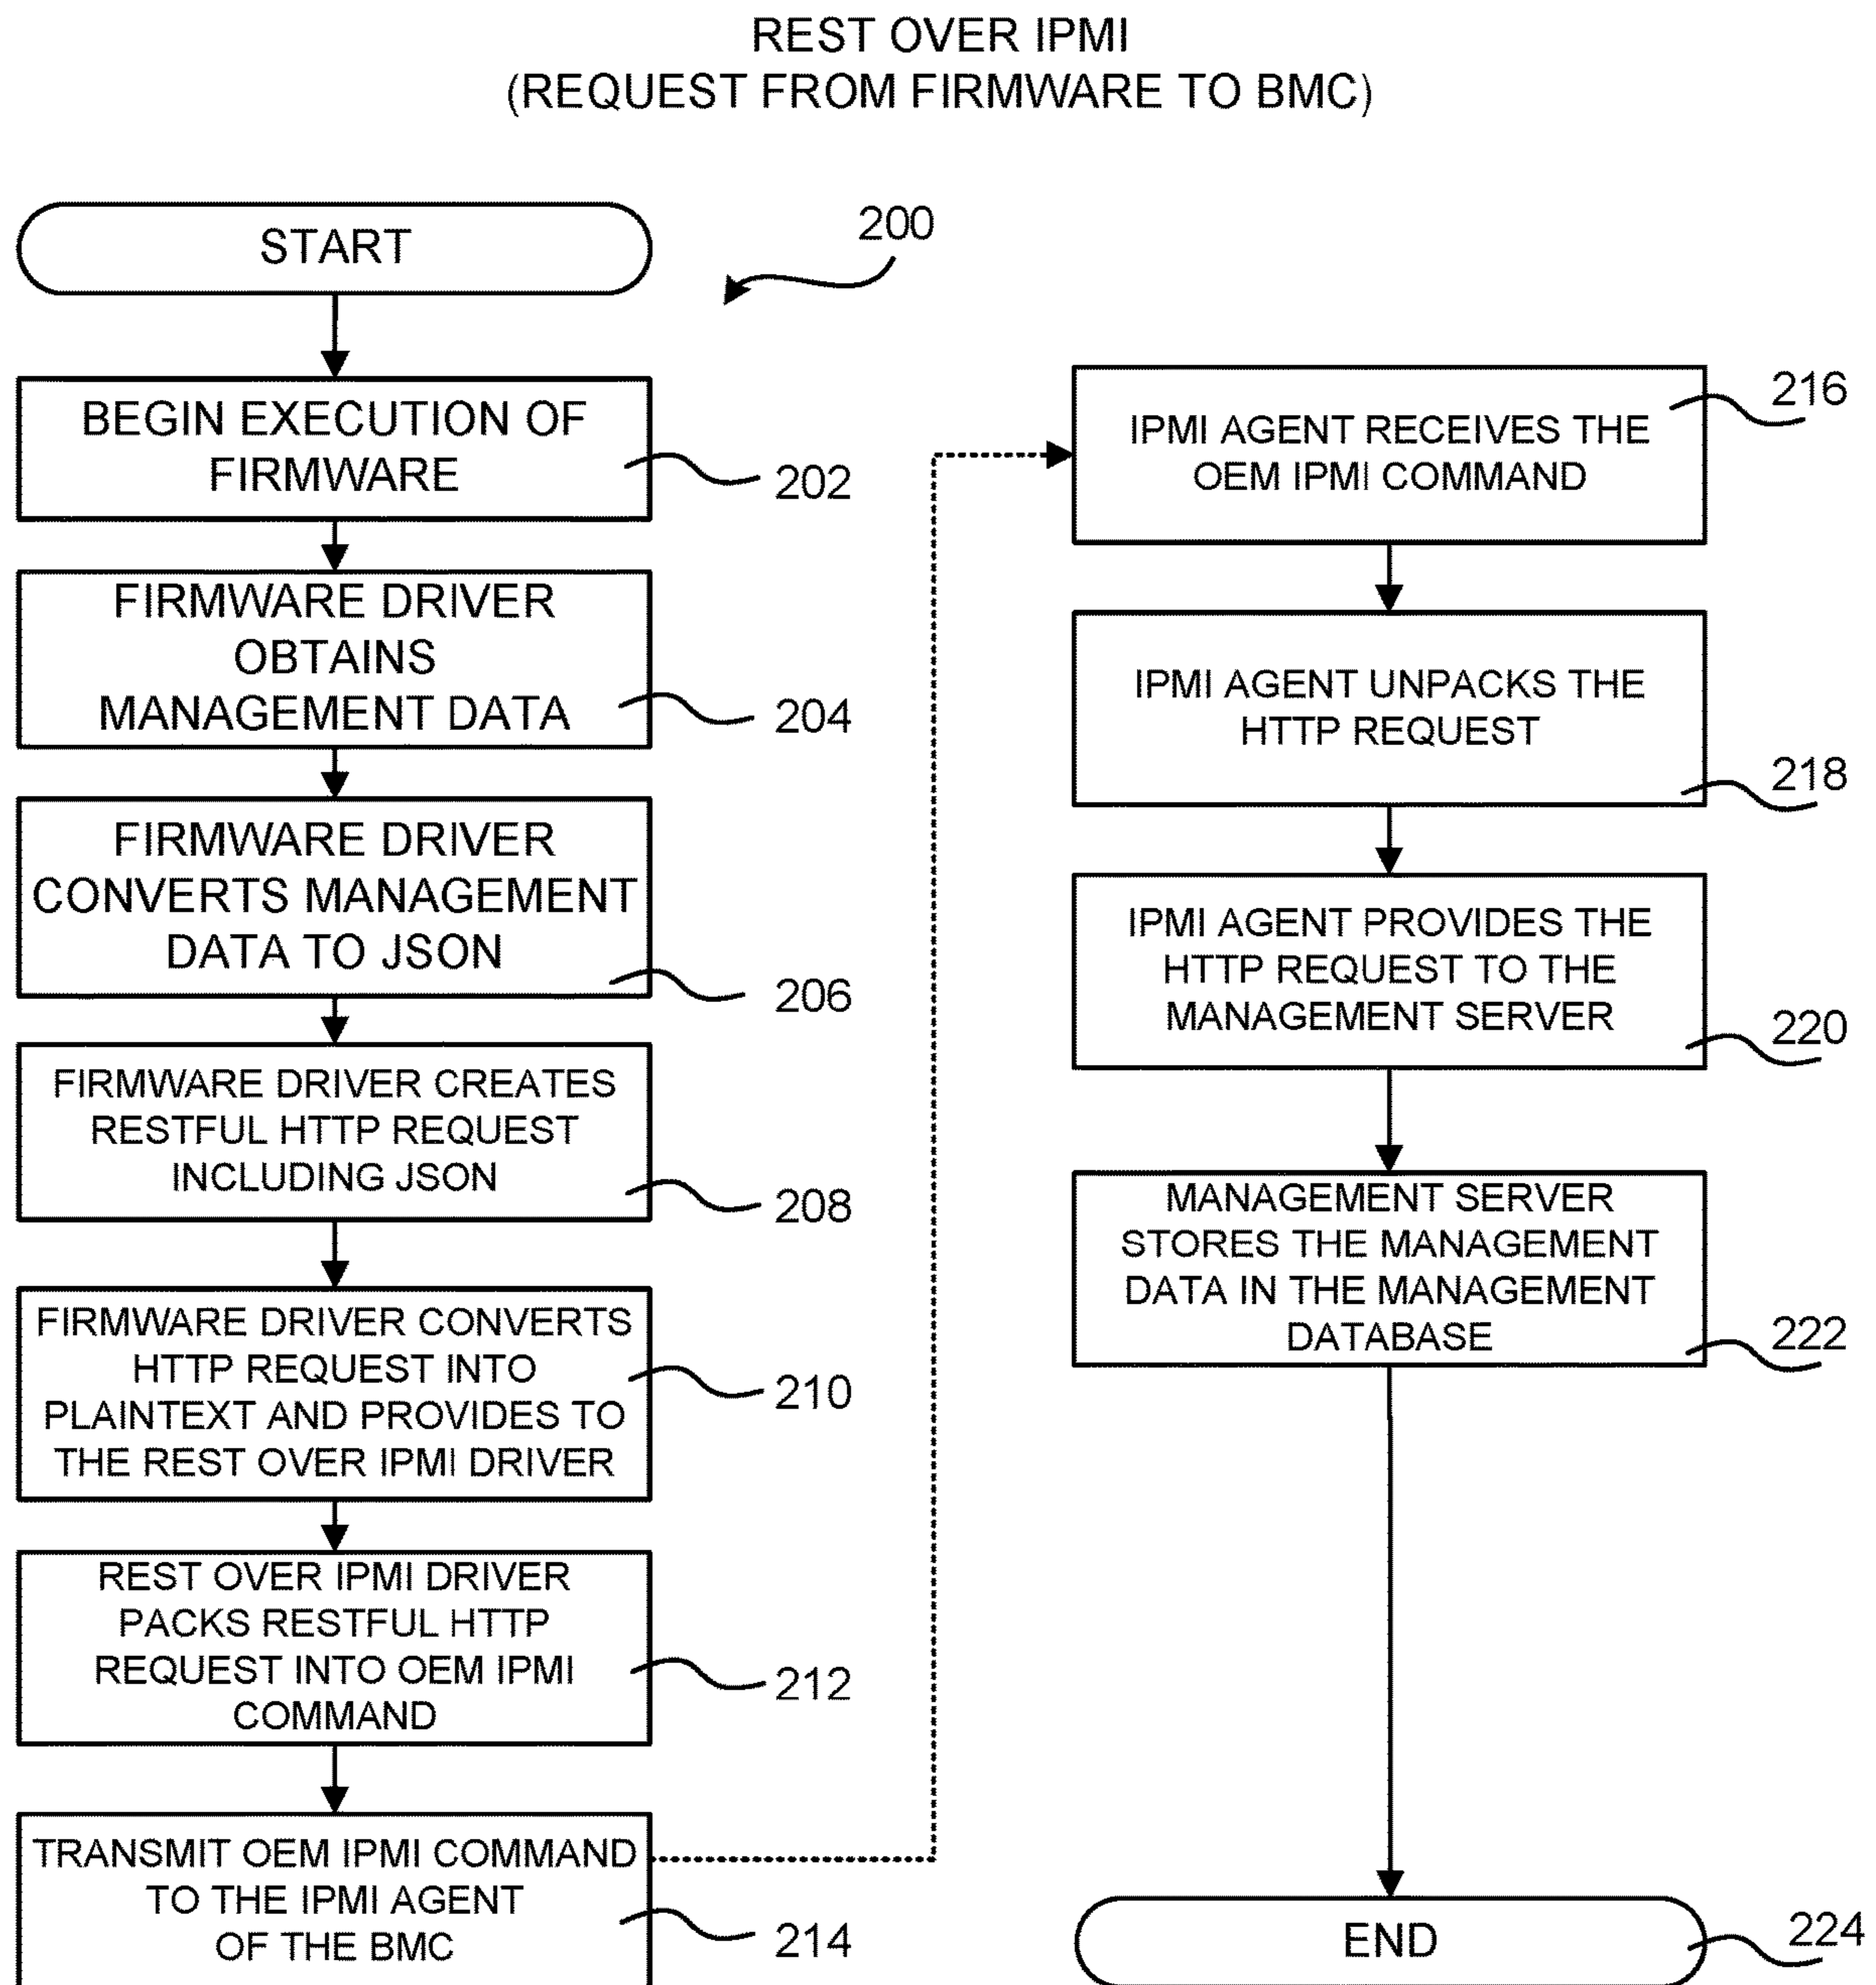 REST OVER IPMI
(REQUEST FROM FIRMWARE TO BMC)
START
200
BEGIN EXECUTION OF
FIRMWARE
202
FIRMWARE DRIVER
OBTAINS
MANAGEMENT DATA
204
FIRMWARE DRIVER
CONVERTS MANAGEMENT
DATA TO JSON
206
FIRMWARE DRIVER CREATES
RESTFUL HTTP REQUEST
INCLUDING JSON
208
FIRMWARE DRIVER CONVERTS
HTTP REQUEST INTO
PLAINTEXT AND PROVIDES TO
THE REST OVER IPMI DRIVER
210
REST OVER IPMI DRIVER
PACKS RESTFUL HTTP
REQUEST INTO OEM IPMI
COMMAND
212
TRANSMIT OEM IPMI COMMAND
TO THE IPMI AGENT
OF THE BMC
214
IPMI AGENT RECEIVES THE
OEM IPMI COMMAND
216
IPMI AGENT UNPACKS THE
HTTP REQUEST
218
IPMI AGENT PROVIDES THE
HTTP REQUEST TO THE
MANAGEMENT SERVER
220
MANAGEMENT SERVER
STORES THE MANAGEMENT
DATA IN THE MANAGEMENT
DATABASE
222
END
224